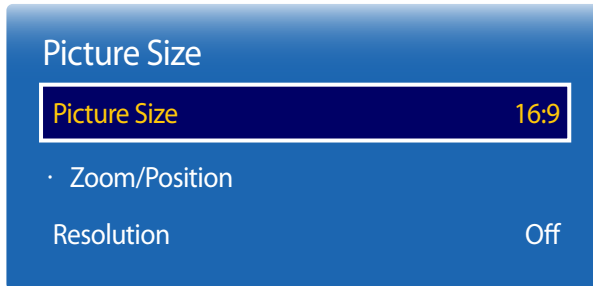 Picture Size
Picture Size 16:9
· Zoom/Position
Resolution Off